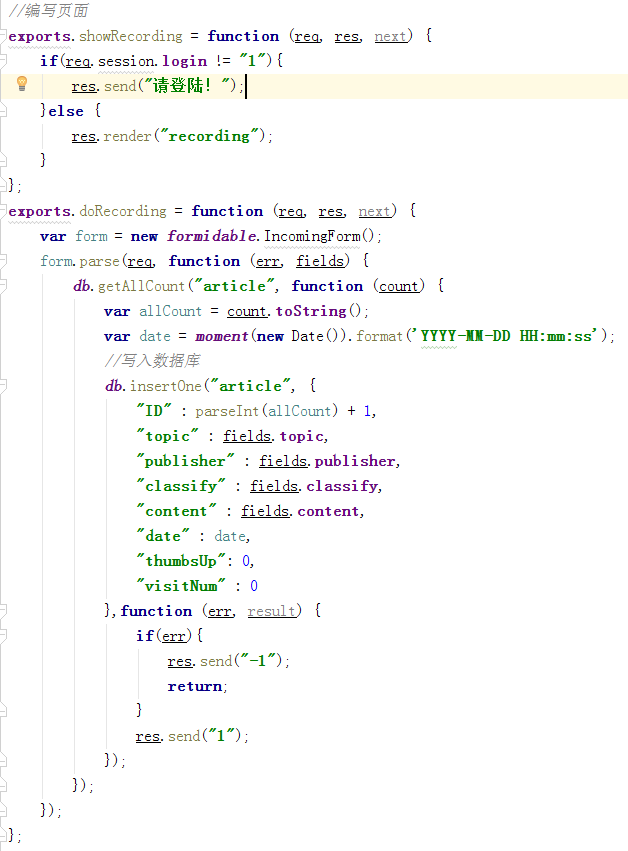 //编写页面
exports.showRecording = function (req, res, next) {
    if(req.session.login != "1"){
        res.send("请登陆！");
    }else {
        res.render("recording");
    }
};
exports.doRecording = function (req, res, next) {
    var form = new formidable.IncomingForm();
    form.parse(req, function (err, fields) {
        db.getAllCount("article", function (count) {
            var allCount = count.toString();
            var date = moment(new Date()).format('YYYY-MM-DD HH:mm:ss');
            //写入数据库
            db.insertOne("article", {
                "ID" : parseInt(allCount) + 1,
                "topic" : fields.topic,
                "publisher" : fields.publisher,
                "classify" : fields.classify,
                "content" : fields.content,
                "date" : date,
                "thumbsUp": 0,
                "visitNum" : 0
            },function (err, result) {
                if(err){
                    res.send("-1");
                    return;
                }
                res.send("1");
            });
        });
    });
};